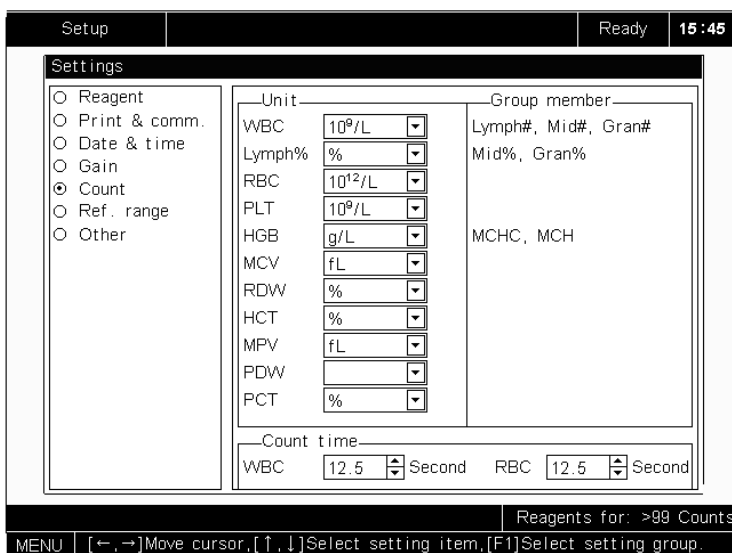 Setup Ready 15:45
Settings
Reagent
Print & comm.
Date & time
Gain
Count
Ref. range
Other
Unit Group member
WBC 10⁹/L Lymph#, Mid#, Gran#
Lymph% % Mid%, Gran%
RBC 10¹²/L
PLT 10⁹/L
HGB g/L MCHC, MCH
MCV fL
RDW %
HCT %
MPV fL
PDW
PCT %
Count time
WBC 12.5 Second RBC 12.5 Second
Reagents for: >99 Counts
MENU [←,→]Move cursor,[↑,↓]Select setting item,[F1]Select setting group.